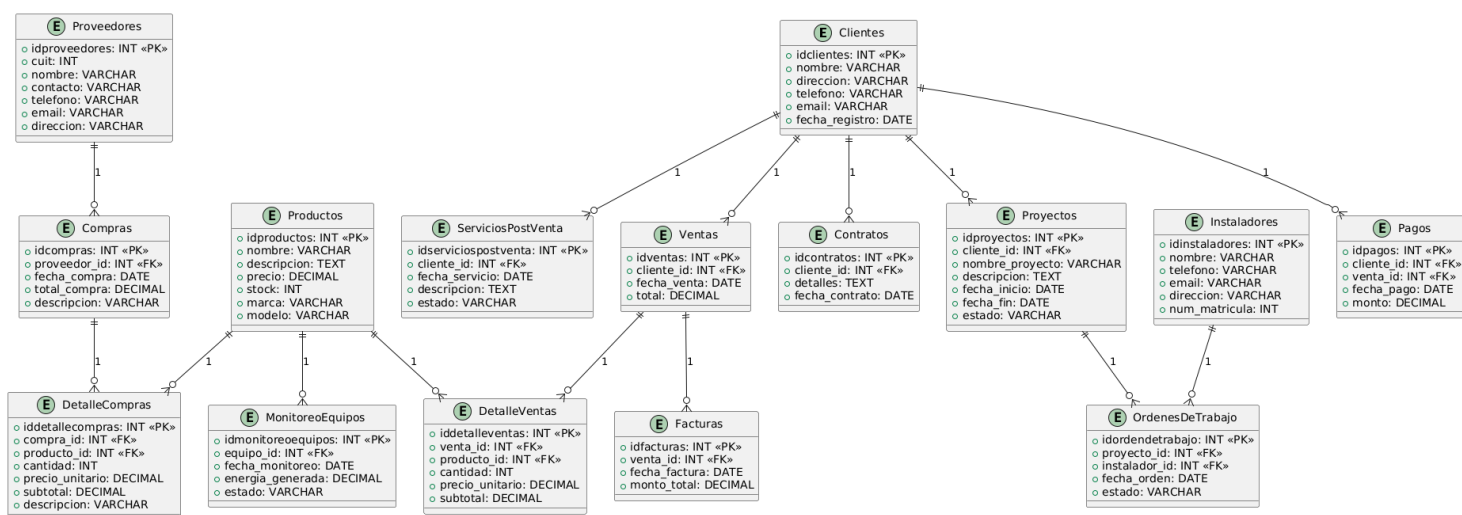 E Proveedores
idproveedores: INT «PK»
cuit: INT
nombre: VARCHAR
contacto: VARCHAR
telefono: VARCHAR
email: VARCHAR
direccion: VARCHAR
E Clientes
idclientes: INT «PK»
nombre: VARCHAR
direccion: VARCHAR
telefono: VARCHAR
email: VARCHAR
fecha_registro: DATE
1
1
1
1
1
1
E Compras
idcompras: INT «PK»
proveedor_id: INT «FK»
fecha_compra: DATE
total_compra: DECIMAL
descripcion: VARCHAR
E Productos
idproductos: INT «PK»
nombre: VARCHAR
descripcion: TEXT
precio: DECIMAL
stock: INT
marca: VARCHAR
modelo: VARCHAR
E ServiciosPostVenta
idserviciospostventa: INT «PK»
cliente_id: INT «FK»
fecha_servicio: DATE
descripcion: TEXT
estado: VARCHAR
E Ventas
idventas: INT «PK»
cliente_id: INT «FK»
fecha_venta: DATE
total: DECIMAL
E Contratos
idcontratos: INT «PK»
cliente_id: INT «FK»
detalles: TEXT
fecha_contrato: DATE
E Proyectos
idproyectos: INT «PK»
cliente_id: INT «FK»
nombre_proyecto: VARCHAR
descripcion: TEXT
fecha_inicio: DATE
fecha_fin: DATE
estado: VARCHAR
E Instaladores
idinstaladores: INT «PK»
nombre: VARCHAR
telefono: VARCHAR
email: VARCHAR
direccion: VARCHAR
num_matricula: INT
E Pagos
idpagos: INT «PK»
cliente_id: INT «FK»
venta_id: INT «FK»
fecha_pago: DATE
monto: DECIMAL
1
1
1
1
1
1
1
1
E DetalleCompras
iddetallecompras: INT «PK»
compra_id: INT «FK»
producto_id: INT «FK»
cantidad: INT
precio_unitario: DECIMAL
subtotal: DECIMAL
descripcion: VARCHAR
E MonitoreoEquipos
idmonitoreoequipos: INT «PK»
equipo_id: INT «FK»
fecha_monitoreo: DATE
energia_generada: DECIMAL
estado: VARCHAR
E DetalleVentas
iddetalleventas: INT «PK»
venta_id: INT «FK»
producto_id: INT «FK»
cantidad: INT
precio_unitario: DECIMAL
subtotal: DECIMAL
E Facturas
idfacturas: INT «PK»
venta_id: INT «FK»
fecha_factura: DATE
monto_total: DECIMAL
E OrdenesDeTrabajo
idordendetrabajo: INT «PK»
proyecto_id: INT «FK»
instalador_id: INT «FK»
fecha_orden: DATE
estado: VARCHAR